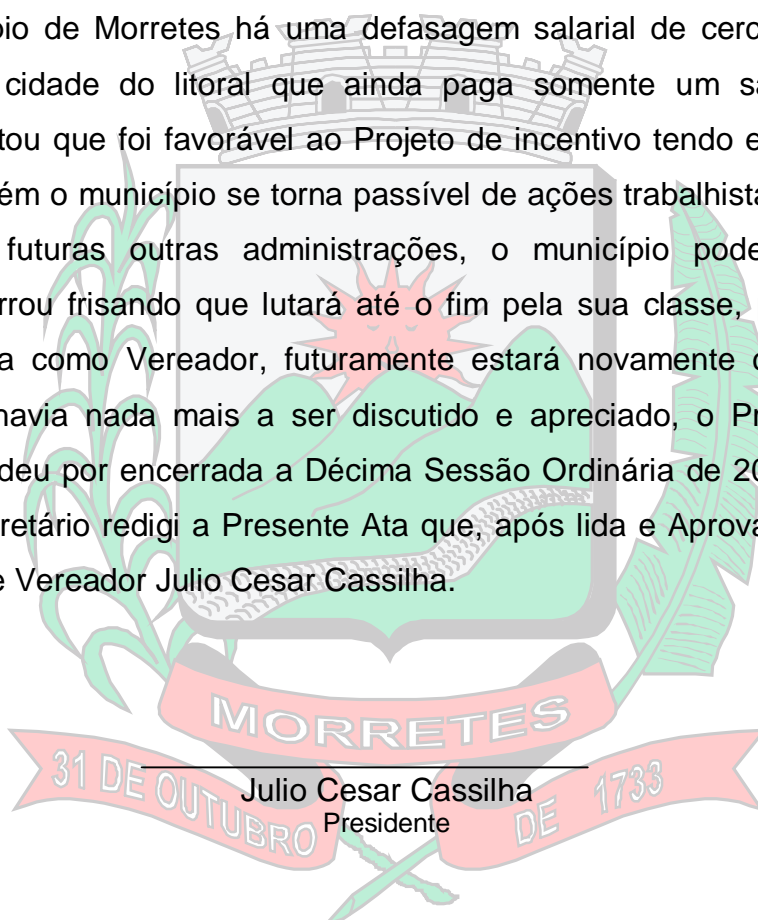 pio de Morretes há uma defasagem salarial de cerc
cidade do litoral que ainda paga somente um sa
tou que foi favorável ao Projeto de incentivo tendo e
ém o município se torna passível de ações trabalhista
futuras outras administrações, o município pode
rrou frisando que lutará até o fim pela sua classe,
a como Vereador, futuramente estará novamente
havia nada mais a ser discutido e apreciado, o Pr
deu por encerrada a Décima Sessão Ordinária de 20
retário redigi a Presente Ata que, após lida e Aprova
e Vereador Julio Cesar Cassilha.
MORRETES
31 DE OUTUBRO DE 1733
Julio Cesar Cassilha
Presidente